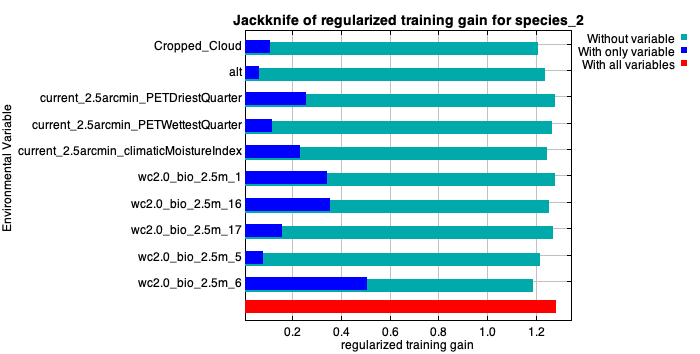 Jackknife of regularized training gain for species_2
Without variable
With only variable
With all variables
Environmental Variable
Cropped_Cloud
alt
current_2.5arcmin_PETDriestQuarter
current_2.5arcmin_PETWettestQuarter
current_2.5arcmin_climaticMoistureIndex
wc2.0_bio_2.5m_1
wc2.0_bio_2.5m_16
wc2.0_bio_2.5m_17
wc2.0_bio_2.5m_5
wc2.0_bio_2.5m_6
0.2 0.4 0.6 0.8 1.0 1.2
regularized training gain